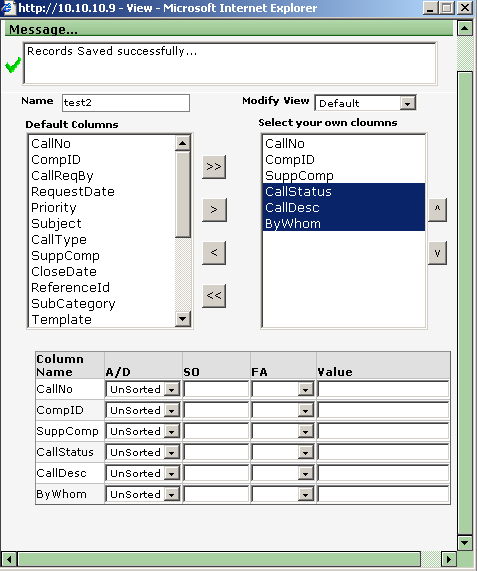 http://10.10.10.9 - View - Microsoft Internet Explorer
Message...
Records Saved successfully...
Name test2 Modify View Default
Default Columns Select your own cloumns
CallNo
CompID
CallReqBy
RequestDate
Priority
Subject
CallType
SuppComp
CloseDate
ReferenceId
SubCategory
Template
>>
>
<
<<
CallNo
CompID
SuppComp
CallStatus
CallDesc
ByWhom
^
v
Column Name A/D SO FA Value
CallNo UnSorted
CompID UnSorted
SuppComp UnSorted
CallStatus UnSorted
CallDesc UnSorted
ByWhom UnSorted